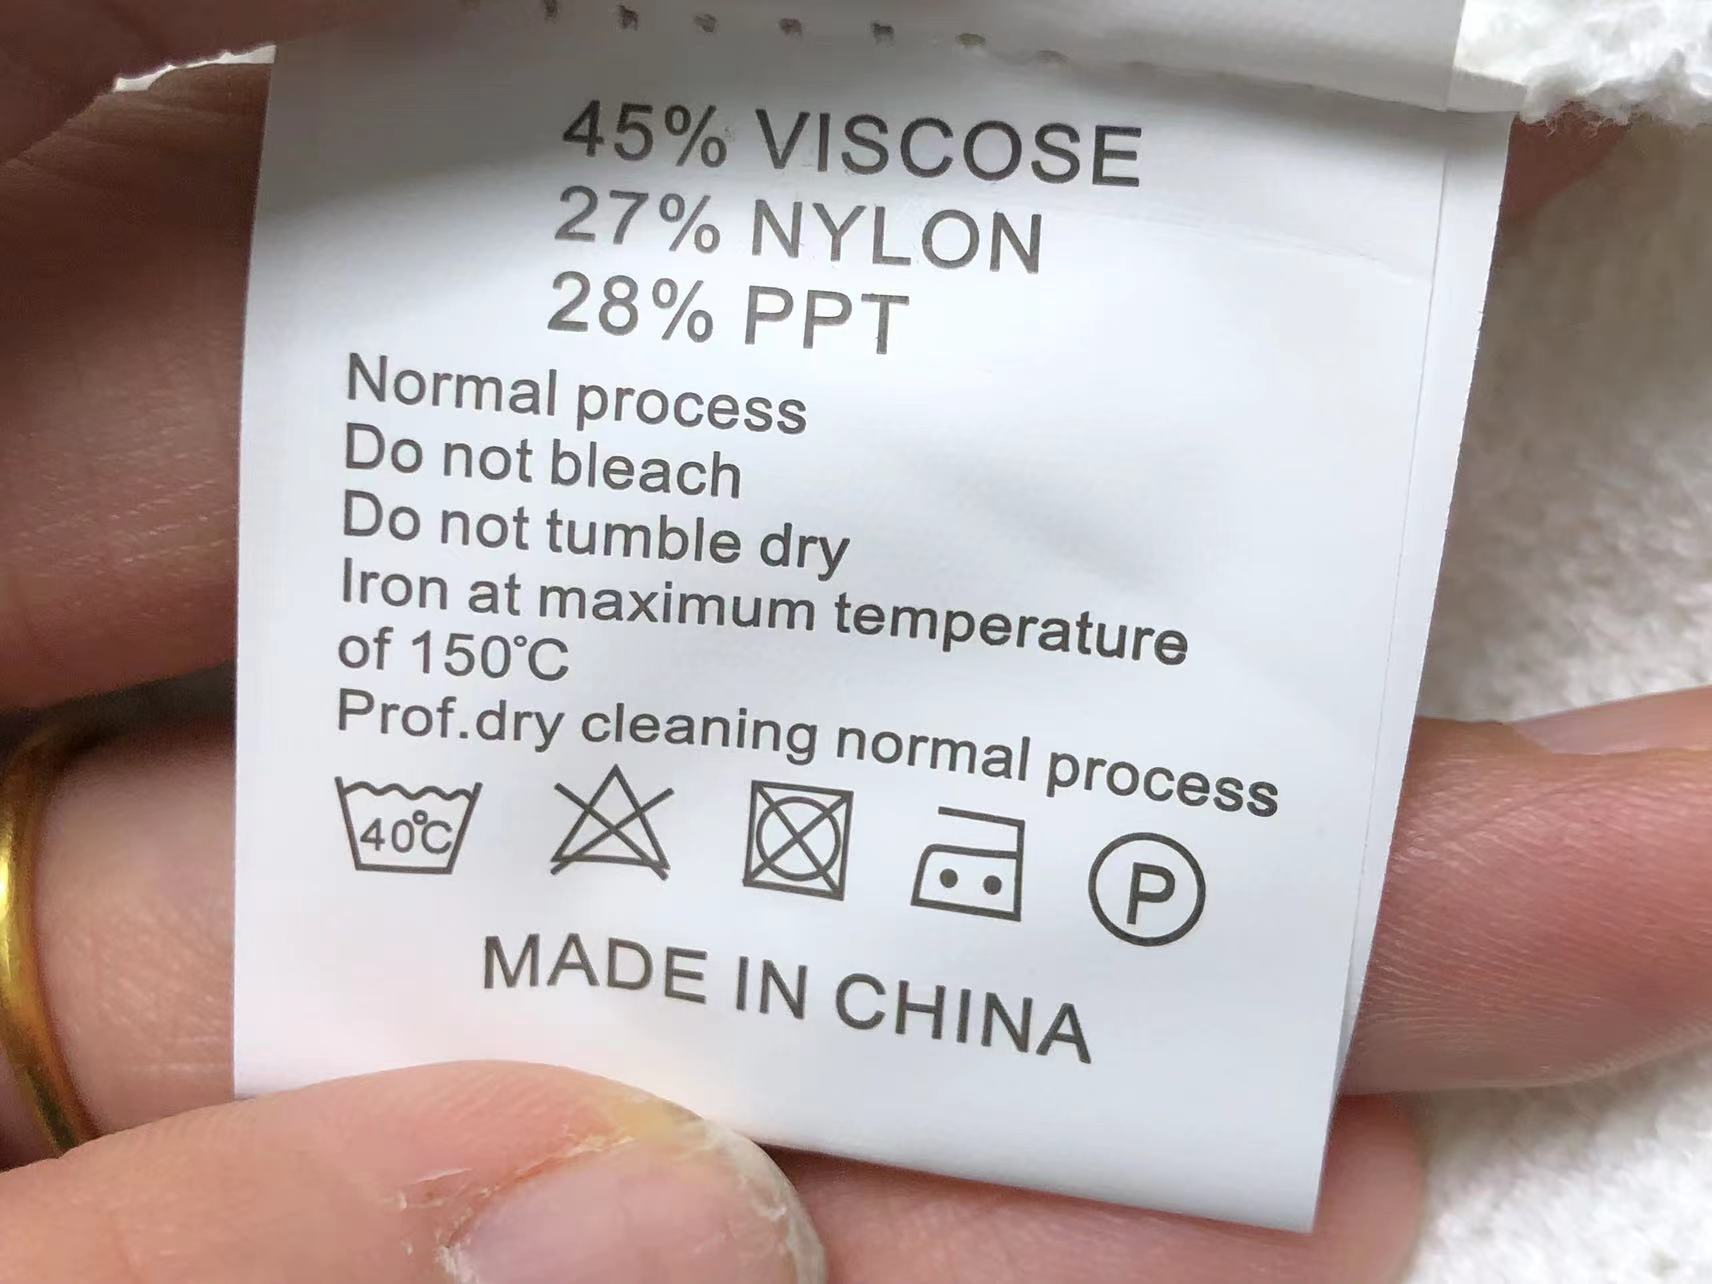 45% VISCOSE
27% NYLON
28% PPT
Normal process
Do not bleach
Do not tumble dry
Iron at maximum temperature
of 150℃
Prof.dry cleaning normal process
40℃
P
MADE IN CHINA